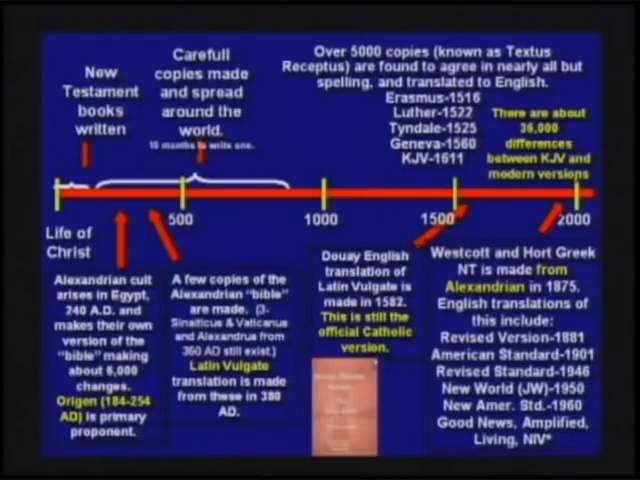 New
Testament
books
written
Carefull
copies made
and spread
around the
world.
10 months to write one.
Over 5000 copies (known as Textus
Receptus) are found to agree in nearly all but
spelling, and translated to English.
Erasmus-1516
Luther-1522
Tyndale-1525
Geneva-1560
KJV-1611
There are about
36,000
differences
between KJV and
modern versions
500
1000
1500
2000
Life of
Christ
Alexandrian cult
arises in Egypt,
240 A.D. and
makes their own
version of the
"bible" making
about 6,000
changes.
Origen (184-254
AD) is primary
proponent.
A few copies of the
Alexandrian "bible"
are made. (3-
Sinaiticus & Vaticanus
and Alexandrus from
350 AD still exist.)
Latin Vulgate
translation is made
from these in 380
AD.
Douay English
translation of
Latin Vulgate is
made in 1582.
This is still the
official Catholic
version.
Westcott and Hort Greek
NT is made from
Alexandrian in 1875.
English translations of
this include:
Revised Version-1881
American Standard-1901
Revised Standard-1946
New World (JW)-1950
New Amer. Std.-1960
Good News, Amplified,
Living, NIV*